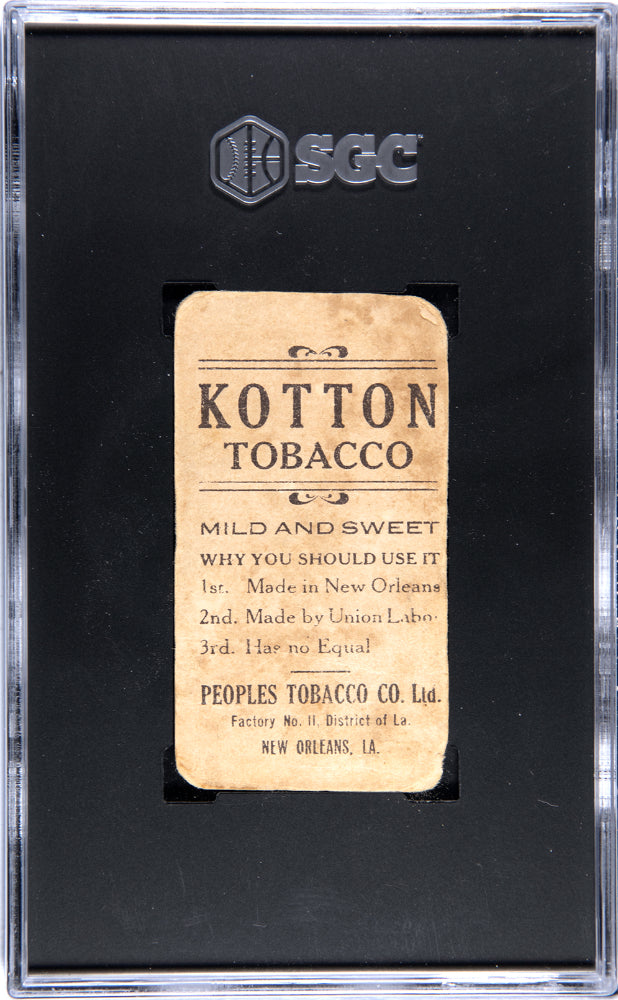 SGC
KOTTON
TOBACCO
MILD AND SWEET
WHY YOU SHOULD USE IT
1st. Made in New Orleans
2nd. Made by Union Labor
3rd. Has no Equal
PEOPLES TOBACCO CO. Ltd.
Factory No. 11, District of La.
NEW ORLEANS, LA.